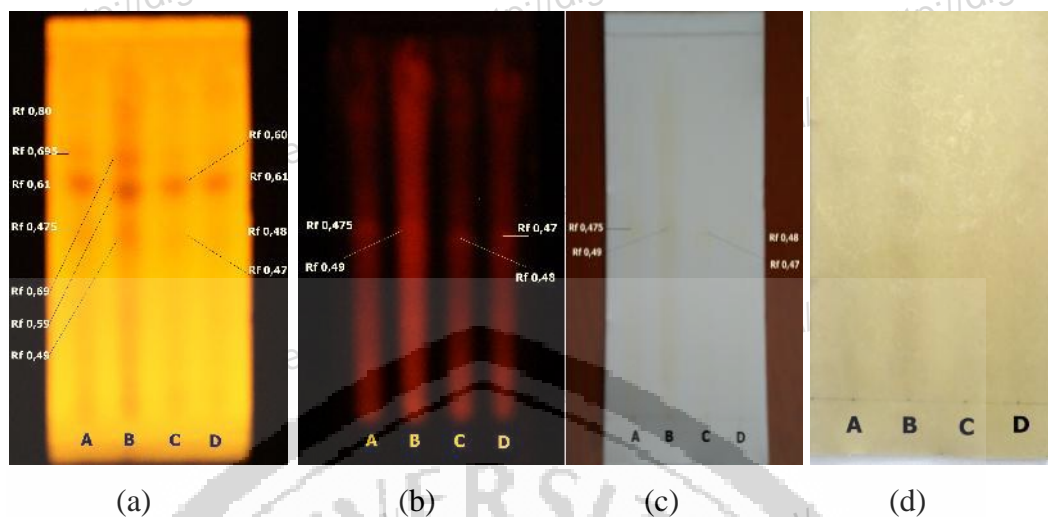 Rf 0,80
Rf 0,695
Rf 0,61
Rf 0,475
Rf 0,69
Rf 0,59
Rf 0,49
Rf 0,60
Rf 0,61
Rf 0,48
Rf 0,47
A B C D
Rf 0,475
Rf 0,49
Rf 0,47
Rf 0,48
A B C D
Rf 0,475
Rf 0,49
Rf 0,48
Rf 0,47
A B C D
A B C D
(a) (b) (c) (d)